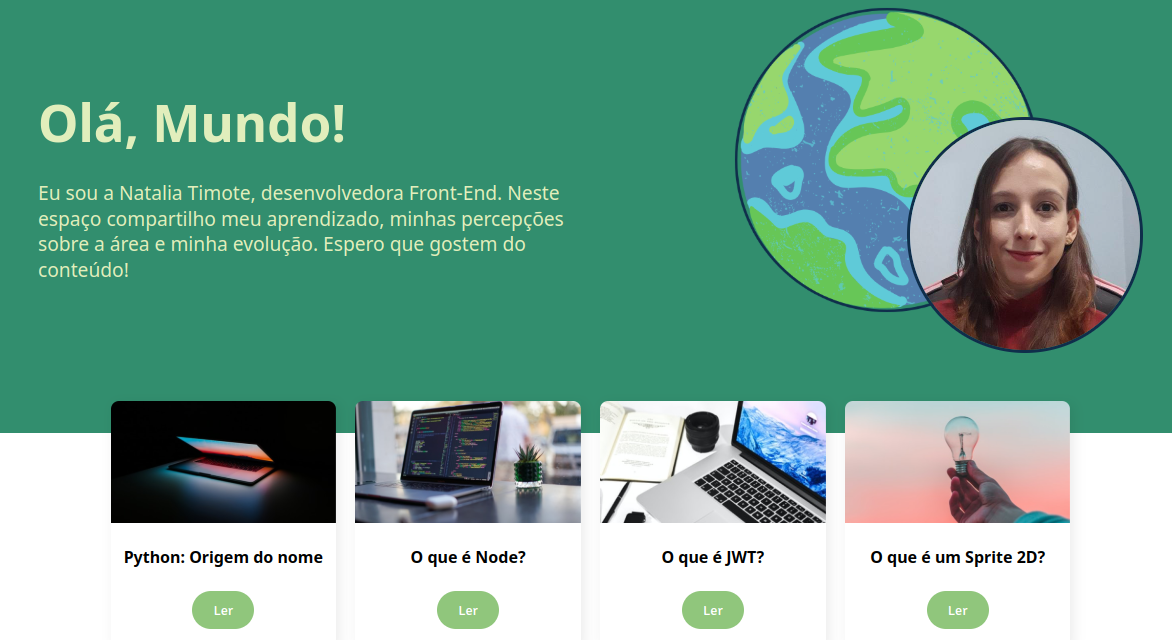 Olá, Mundo!
Eu sou a Natalia Timote, desenvolvedora Front-End. Neste
espaço compartilho meu aprendizado, minhas percepções
sobre a área e minha evolução. Espero que gostem do
conteúdo!
Python: Origem do nome
O que é Node?
O que é JWT?
O que é um Sprite 2D?
Ler
Ler
Ler
Ler